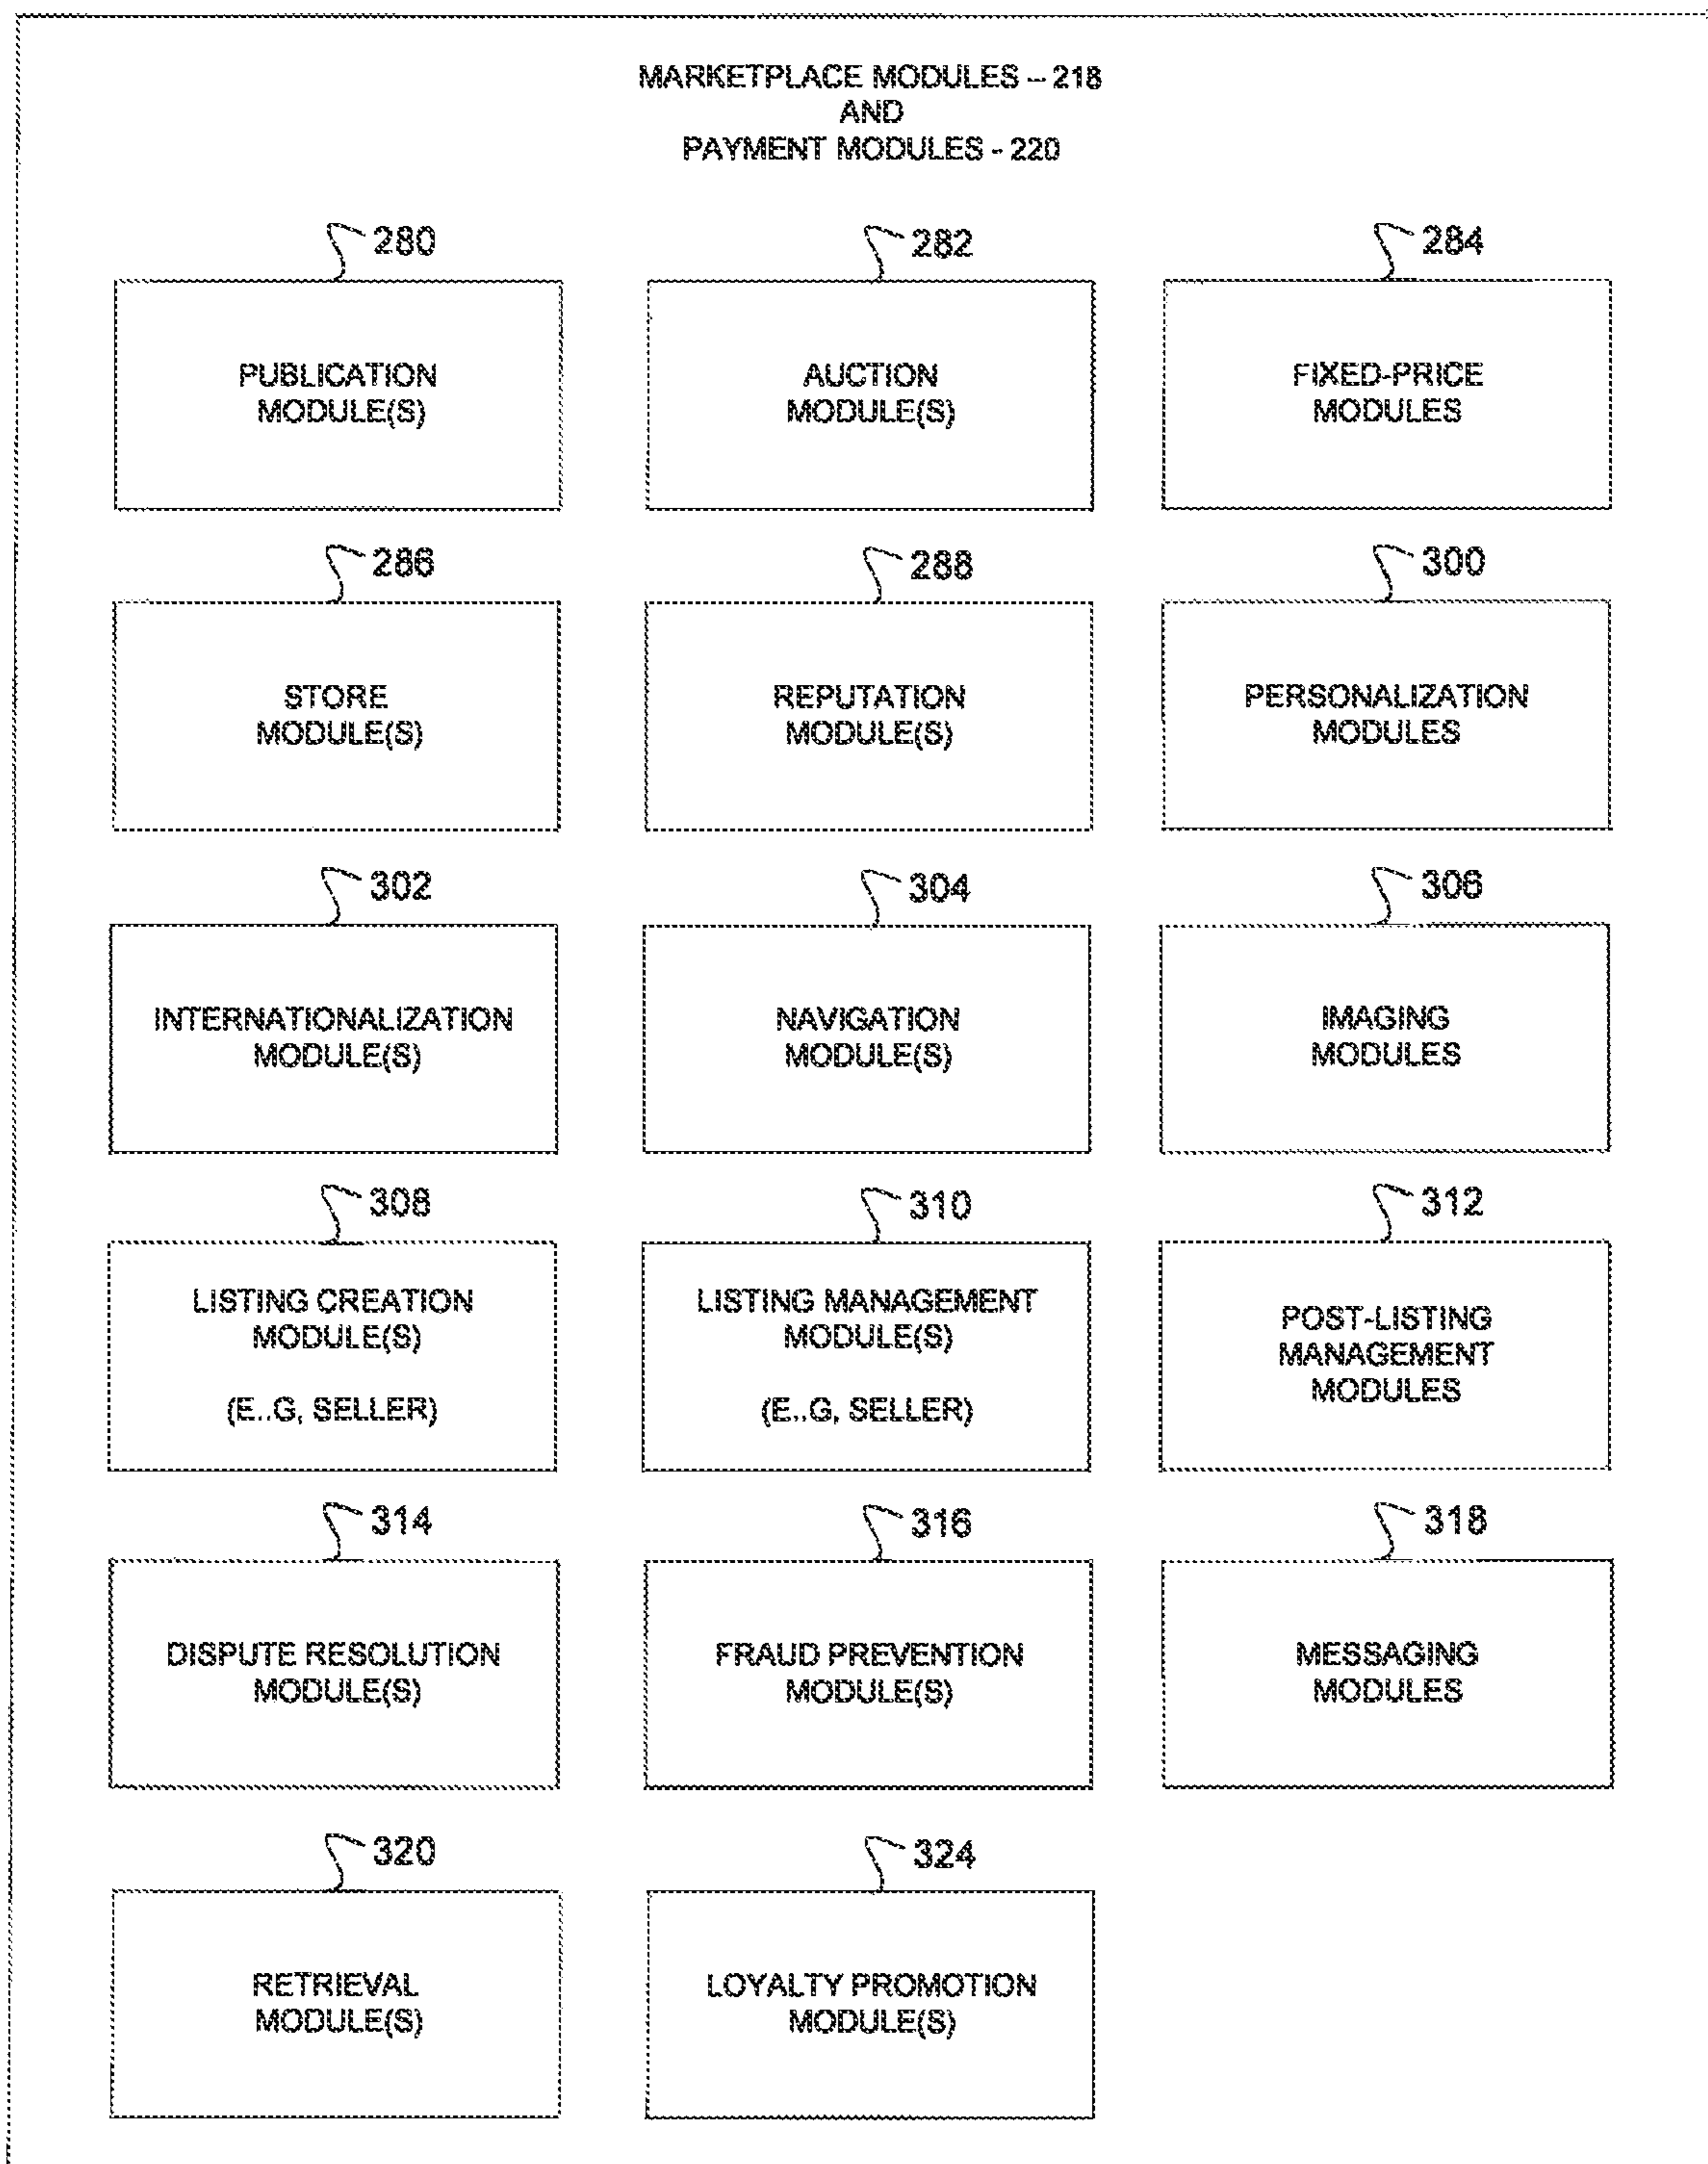 MARKETPLACE MODULES – 218
AND
PAYMENT MODULES - 220
280
PUBLICATION
MODULE(S)
282
AUCTION
MODULE(S)
284
FIXED-PRICE
MODULES
286
STORE
MODULE(S)
288
REPUTATION
MODULE(S)
300
PERSONALIZATION
MODULES
302
INTERNATIONALIZATION
MODULE(S)
304
NAVIGATION
MODULE(S)
306
IMAGING
MODULES
308
LISTING CREATION
MODULE(S)
(E..G, SELLER)
310
LISTING MANAGEMENT
MODULE(S)
(E..G, SELLER)
312
POST-LISTING
MANAGEMENT
MODULES
314
DISPUTE RESOLUTION
MODULE(S)
316
FRAUD PREVENTION
MODULE(S)
318
MESSAGING
MODULES
320
RETRIEVAL
MODULE(S)
324
LOYALTY PROMOTION
MODULE(S)